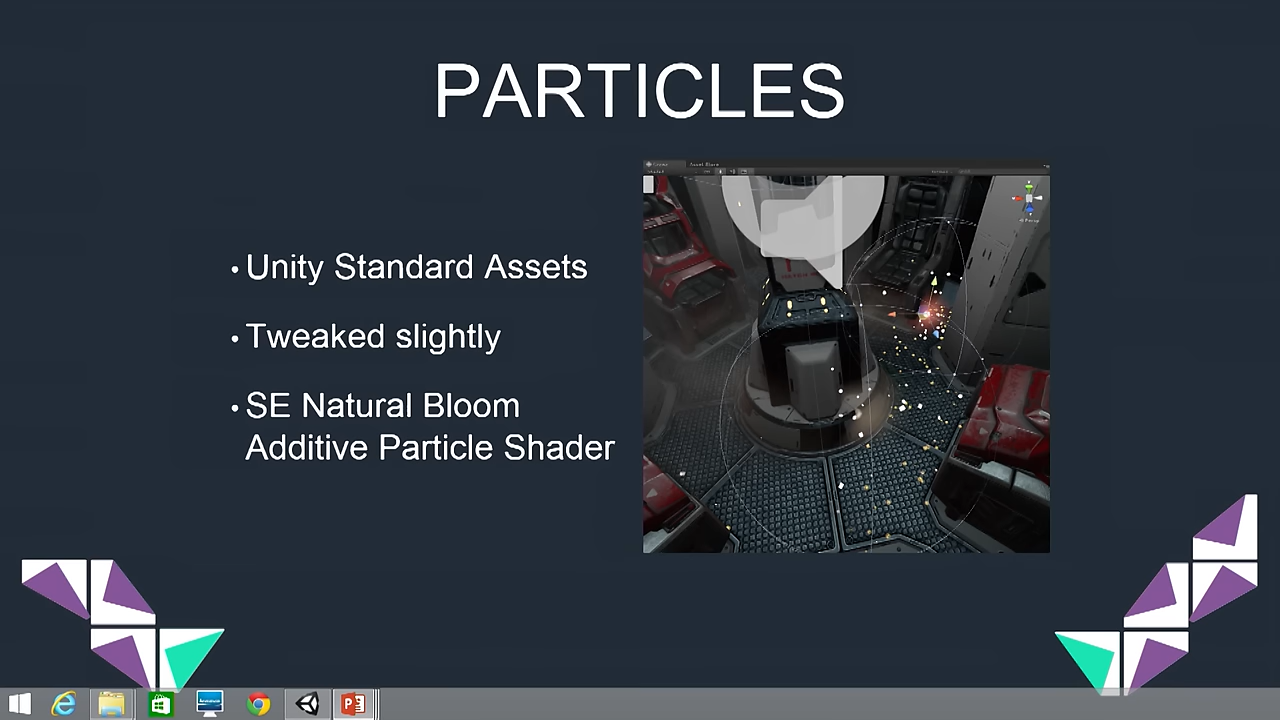 PARTICLES
• Unity Standard Assets
• Tweaked slightly
• SE Natural Bloom
Additive Particle Shader